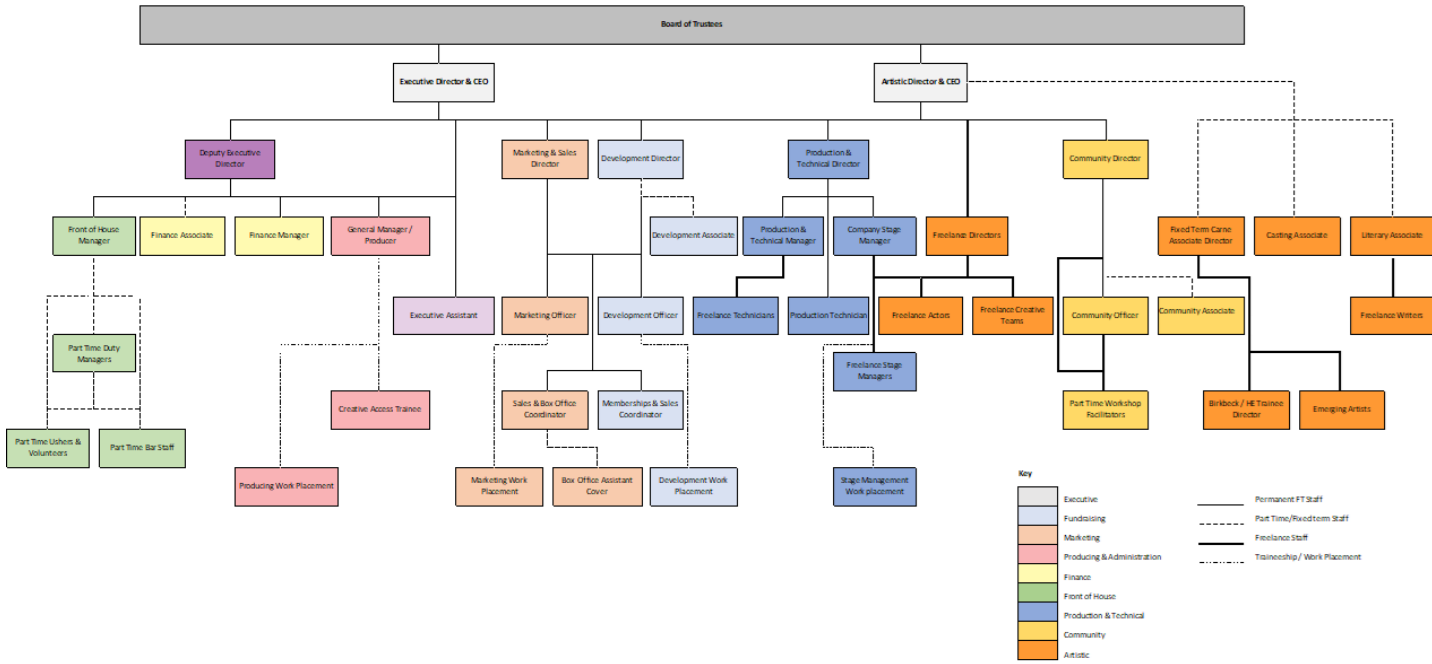 Board of Trustees
Executive Director & CEO
Artistic Director & CEO
Deputy Executive
Director
Marketing & Sales
Director
Development Director
Production &
Technical Director
Community Director
Front of House
Manager
Finance Associate
Finance Manager
General Manager /
Producer
Development Associate
Production &
Technical Manager
Company Stage
Manager
Freelance Directors
Fixed Term Carne
Associate Director
Casting Associate
Literary Associate
Executive Assistant
Marketing Officer
Development Officer
Freelance Technicians
Production Technician
Freelance Actors
Freelance Creative
Teams
Community Officer
Community Associate
Freelance Writers
Part Time Duty
Managers
Freelance Stage
Managers
Creative Access Trainee
Sales & Box Office
Coordinator
Memberships & Sales
Coordinator
Part Time Workshop
Facilitators
Birkbeck / HE Trainee
Director
Emerging Artists
Part Time Ushers &
Volunteers
Part Time Bar Staff
Producing Work Placement
Marketing Work
Placement
Box Office Assistant
Cover
Development Work
Placement
Stage Management
Work placement
Key
Executive
Fundraising
Marketing
Producing & Administration
Finance
Front of House
Production & Technical
Community
Artistic
Permanent FT Staff
Part Time/Fixed term Staff
Freelance Staff
Traineeship / Work Placement